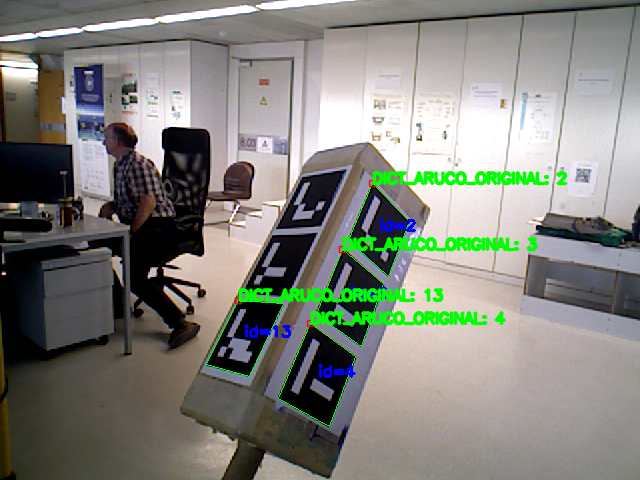 DICT_ARUCO_ORIGINAL: 2
id=2
DICT_ARUCO_ORIGINAL: 3
DICT_ARUCO_ORIGINAL: 13
DICT_ARUCO_ORIGINAL: 4
id=13
id=4